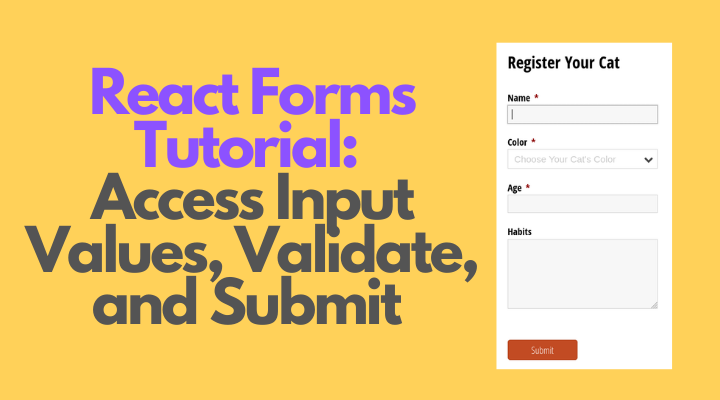 React Forms
Tutorial:
Access Input
Values, Validate,
and Submit
Register Your Cat
Name *
Color *
Choose Your Cat's Color
Age *
Habits
Submit